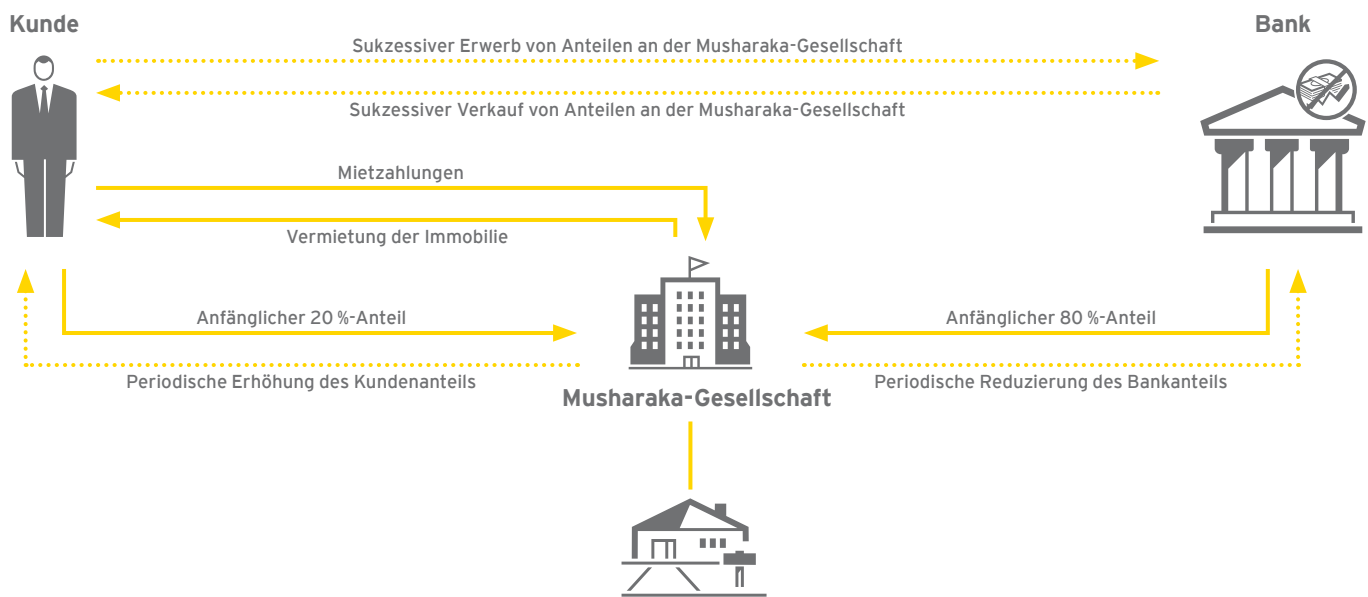 Kunde
Bank
Sukzessiver Erwerb von Anteilen an der Musharaka-Gesellschaft
Sukzessiver Verkauf von Anteilen an der Musharaka-Gesellschaft
Mietzahlungen
Vermietung der Immobilie
Anfänglicher 20 %-Anteil
Anfänglicher 80 %-Anteil
Periodische Erhöhung des Kundenanteils
Periodische Reduzierung des Bankanteils
Musharaka-Gesellschaft